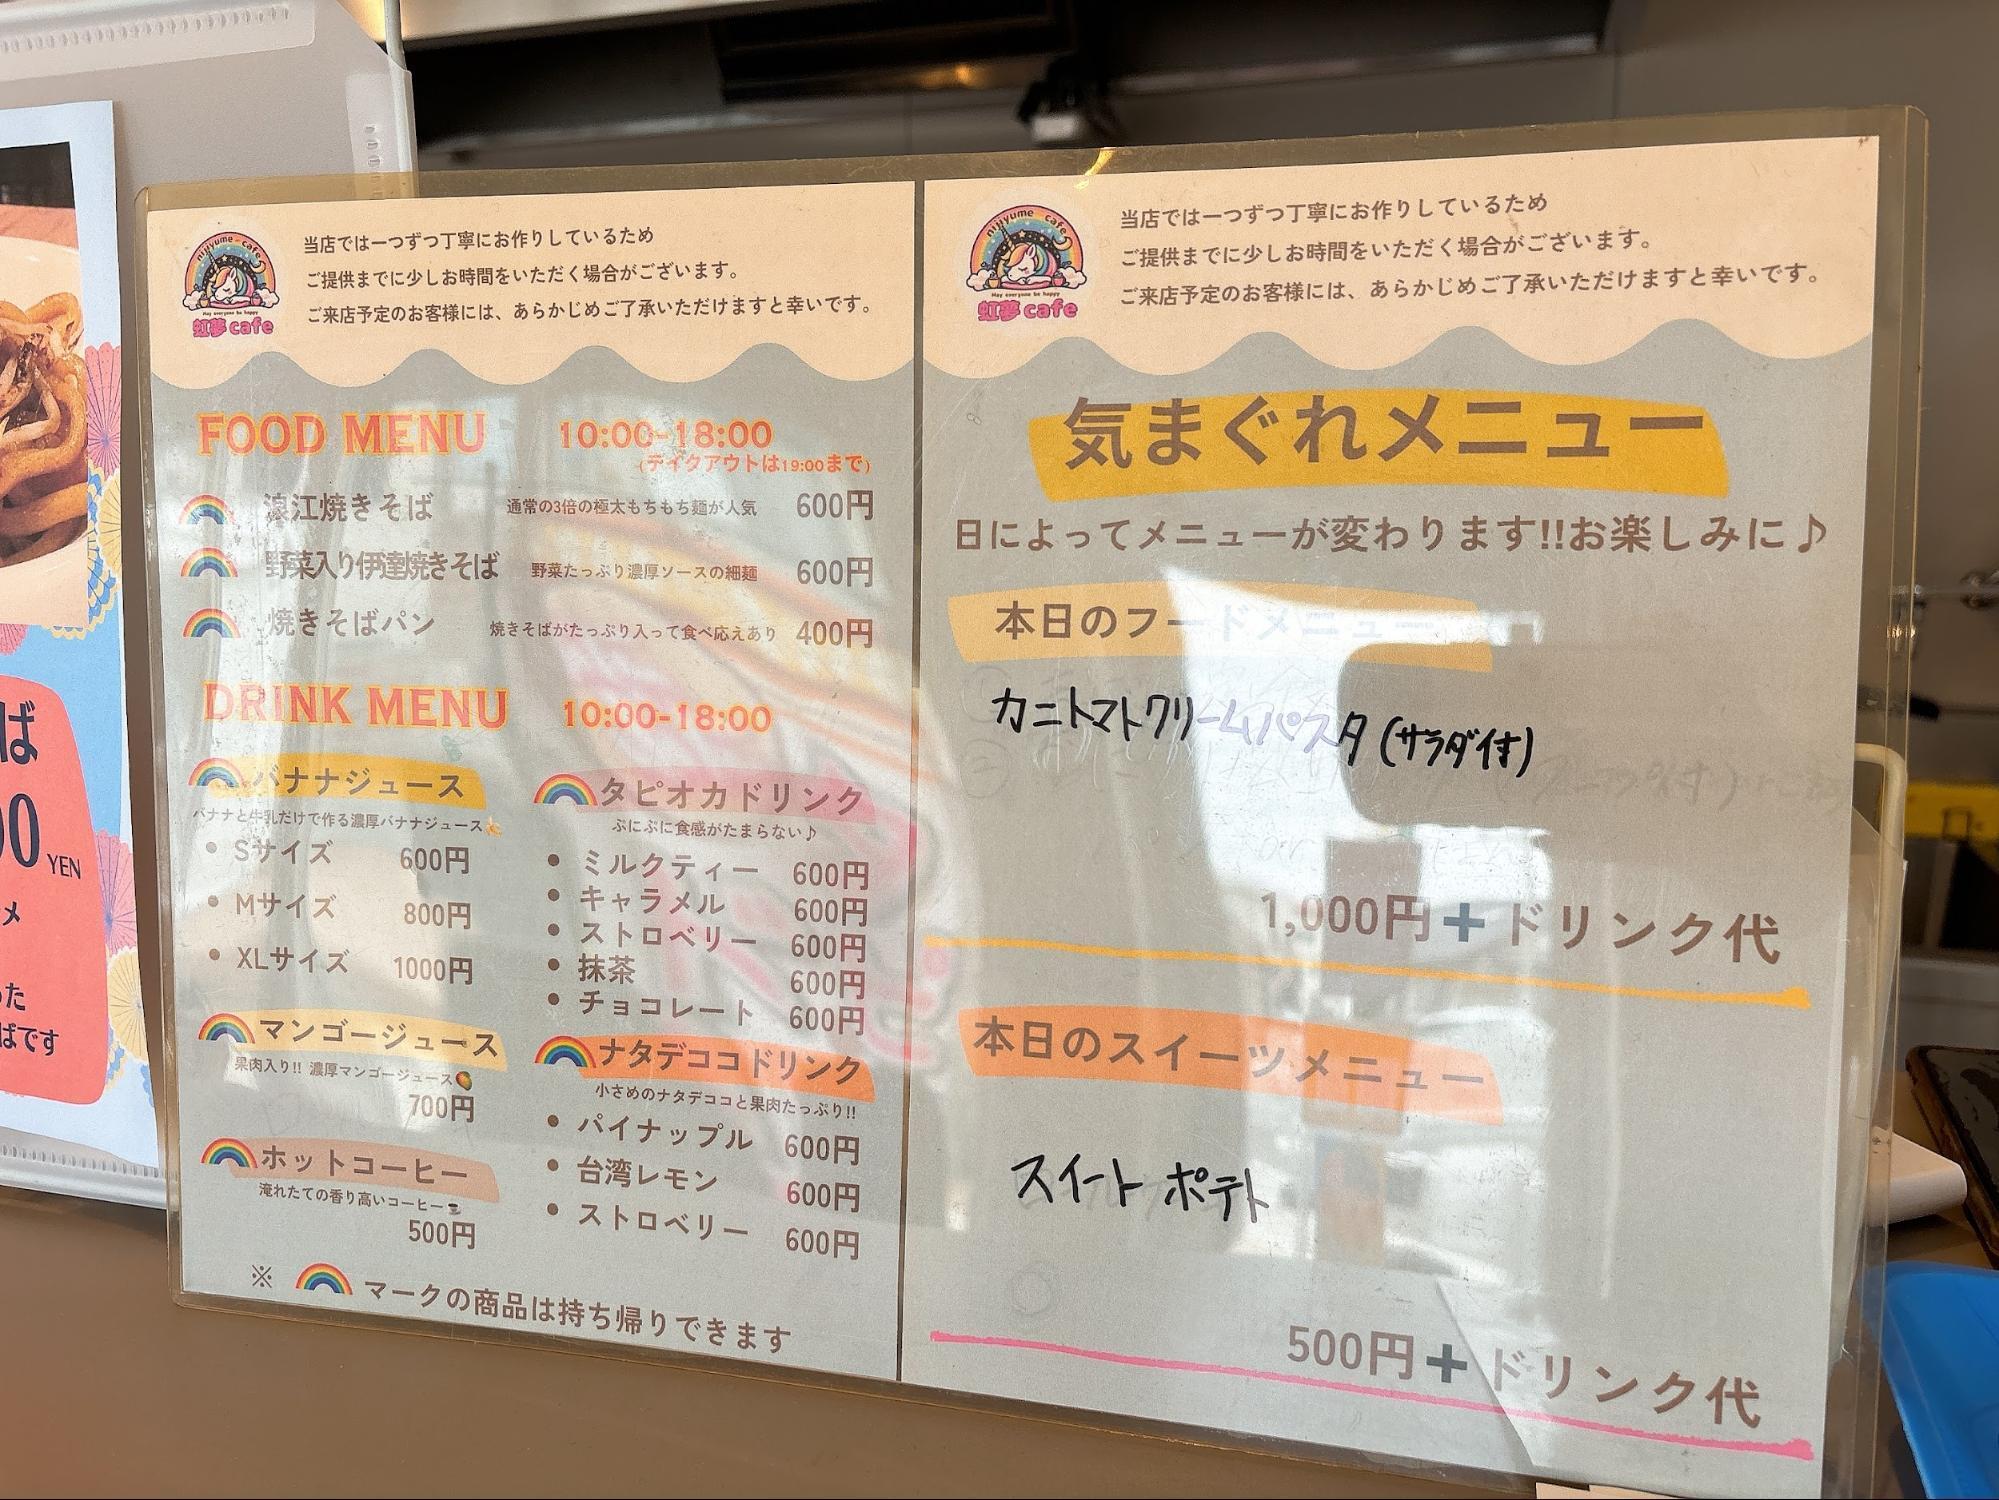 ば
00 YEN
メ
った
ばです
nijiyume cafe
May everyone be happy
虹夢cafe
当店では一つずつ丁寧にお作りしているため
ご提供までに少しお時間をいただく場合がございます。
ご来店予定のお客様には、あらかじめご了承いただけますと幸いです。
FOOD MENU 10:00-18:00
(テイクアウトは19:00まで)
浪江焼きそば 通常の3倍の極太もちもち麺が人気 600円
野菜入り伊達焼きそば 野菜たっぷり濃厚ソースの細麺 600円
焼きそばパン 焼きそばがたっぷり入って食べ応えあり 400円
DRINK MENU 10:00-18:00
バナナジュース
バナナと牛乳だけで作る濃厚バナナジュース🍌
• Sサイズ 600円
• Mサイズ 800円
• XLサイズ 1000円
マンゴージュース
果肉入り!! 濃厚マンゴージュース🥭
700円
ホットコーヒー
淹れたての香り高いコーヒー☕
500円
タピオカドリンク
ぷにぷに食感がたまらない♪
• ミルクティー 600円
• キャラメル 600円
• ストロベリー 600円
• 抹茶 600円
• チョコレート 600円
ナタデココドリンク
小さめのナタデココと果肉たっぷり!!
• パイナップル 600円
• 台湾レモン 600円
• ストロベリー 600円
※ マークの商品は持ち帰りできます
nijiyume cafe
May everyone be happy
虹夢cafe
当店では一つずつ丁寧にお作りしているため
ご提供までに少しお時間をいただく場合がございます。
ご来店予定のお客様には、あらかじめご了承いただけますと幸いです。
気まぐれメニュー
日によってメニューが変わります!!お楽しみに♪
本日のフードメニュー
カニトマトクリームパスタ(サラダ付)
1,000円+ドリンク代
本日のスイーツメニュー
スイートポテト
500円+ドリンク代